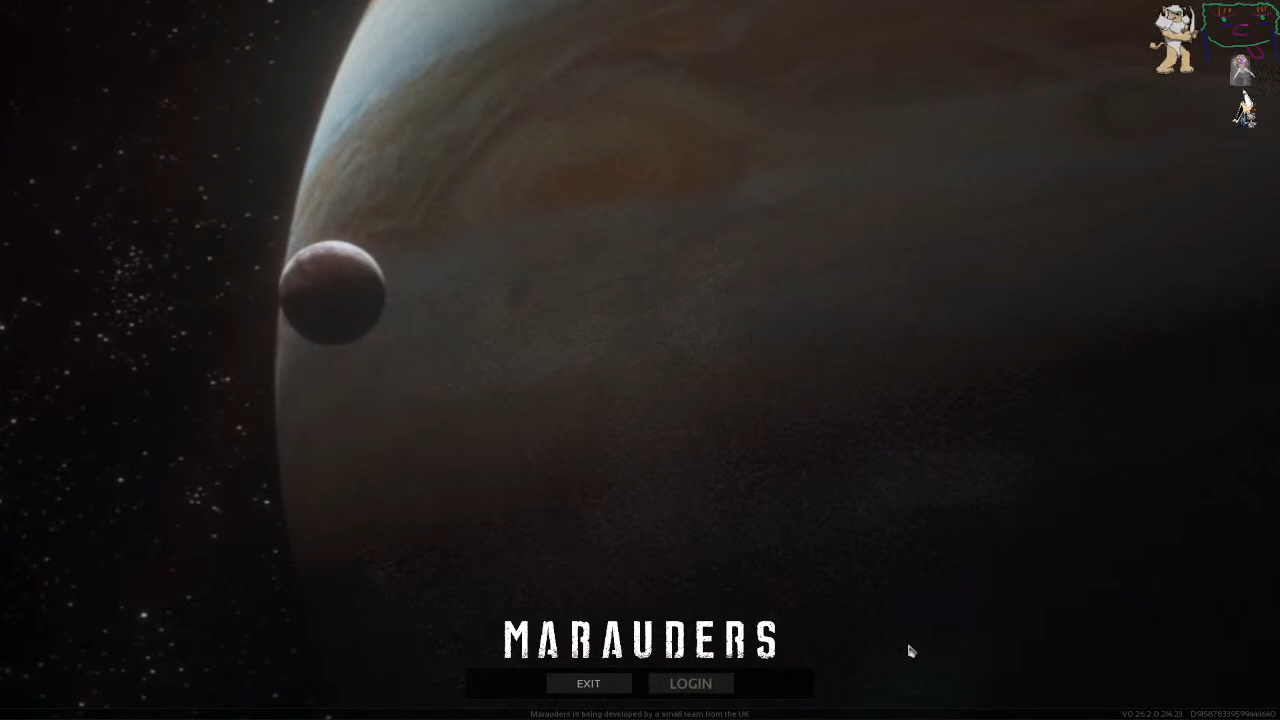 MARAUDERS
EXIT
LOGIN
Marauders is being developed by a small team from the UK